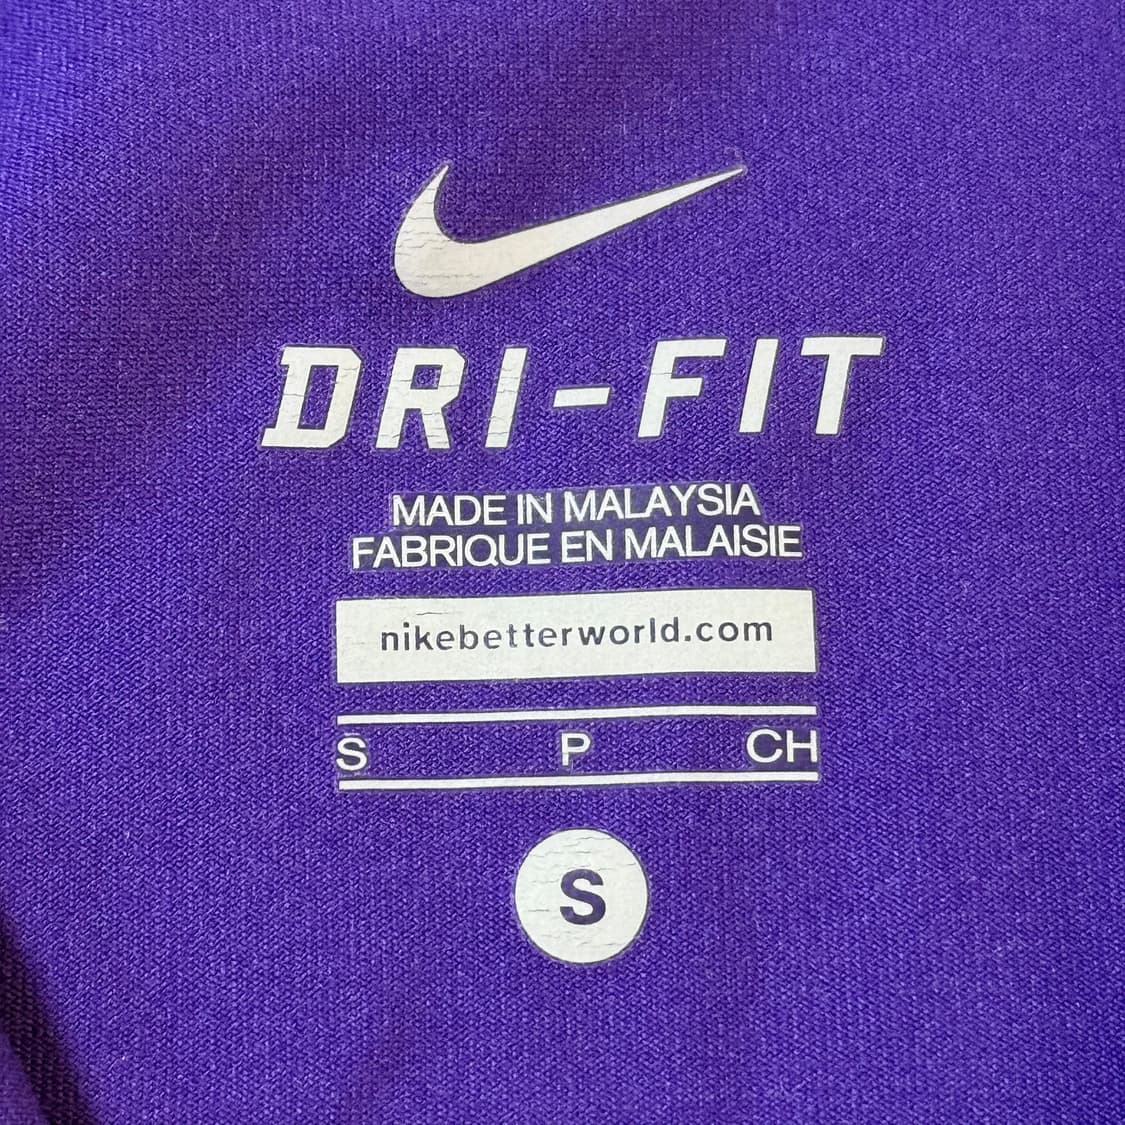 DRI-FIT
MADE IN MALAYSIA
FABRIQUE EN MALAISIE
nikebetterworld.com
S P CH
S